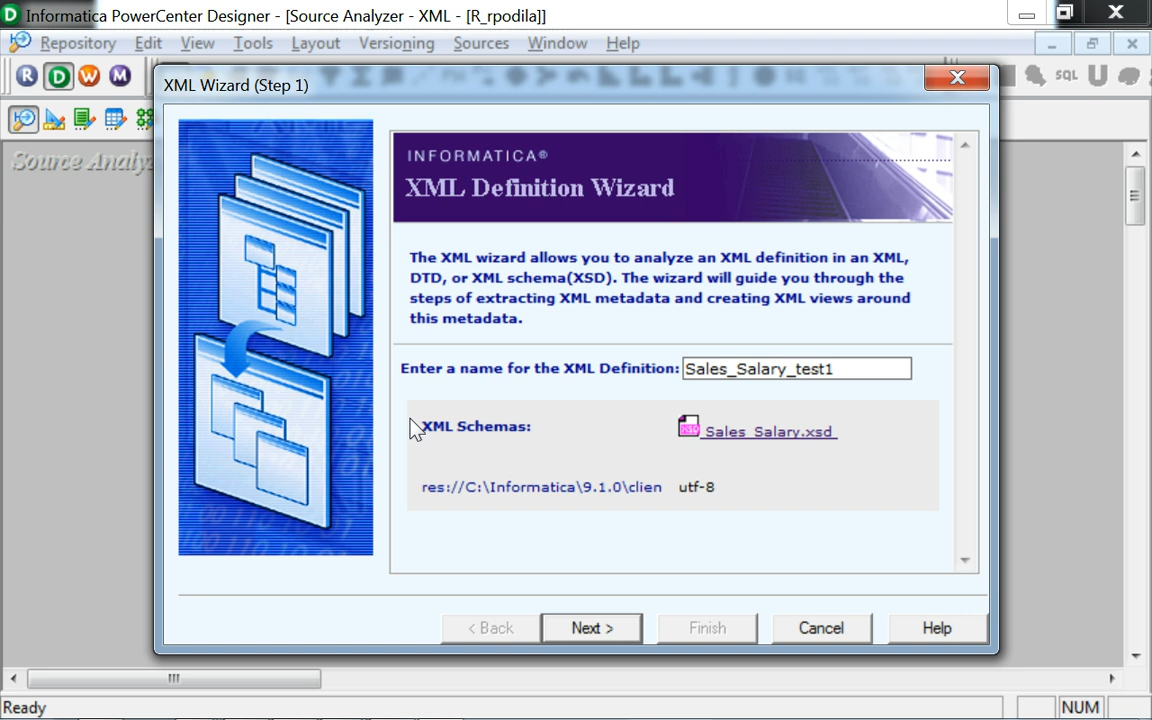 Informatica PowerCenter Designer - [Source Analyzer - XML - [R_rpodila]]
Repository Edit View Tools Layout Versioning Sources Window Help
R D W M
SQL
XML Wizard (Step 1)
Source Analyz
INFORMATICA®
XML Definition Wizard
The XML wizard allows you to analyze an XML definition in an XML,
DTD, or XML schema(XSD). The wizard will guide you through the
steps of extracting XML metadata and creating XML views around
this metadata.
Enter a name for the XML Definition: Sales_Salary_test1
XML Schemas: XSD Sales_Salary.xsd
res://C:\Informatica\9.1.0\clien utf-8
< Back Next > Finish Cancel Help
Ready NUM